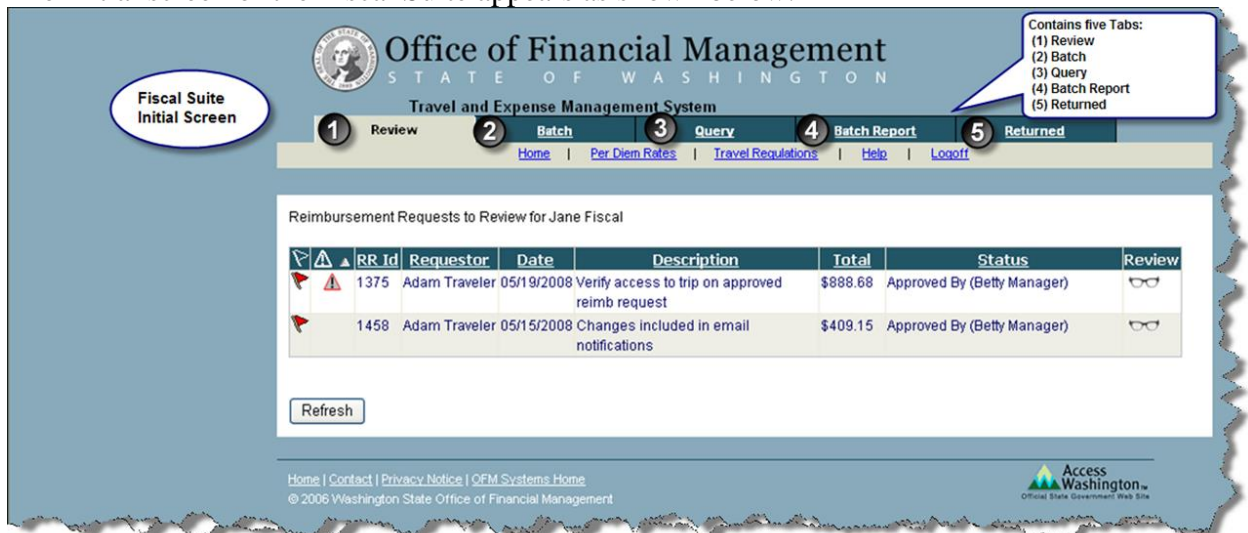 Office of Financial Management
STATE OF WASHINGTON
Travel and Expense Management System
Contains five Tabs:
(1) Review
(2) Batch
(3) Query
(4) Batch Report
(5) Returned
Fiscal Suite
Initial Screen
1 Review 2 Batch 3 Query 4 Batch Report 5 Returned
Home | Per Diem Rates | Travel Regulations | Help | Logoff
Reimbursement Requests to Review for Jane Fiscal
RR Id Requestor Date Description Total Status Review
1375 Adam Traveler 05/19/2008 Verify access to trip on approved $888.68 Approved By (Betty Manager)
reimb request
1458 Adam Traveler 05/15/2008 Changes included in email $409.15 Approved By (Betty Manager)
notifications
Refresh
Home | Contact | Privacy Notice | OFM Systems Home
© 2006 Washington State Office of Financial Management
Access
Washington
Official State Government Web Site